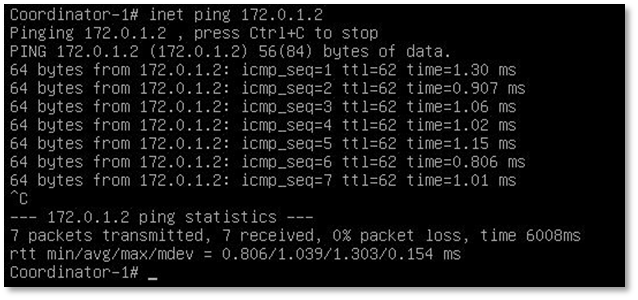 Coordinator-1# inet ping 172.0.1.2
Pinging 172.0.1.2 , press Ctrl+C to stop
PING 172.0.1.2 (172.0.1.2) 56(84) bytes of data.
64 bytes from 172.0.1.2: icmp_seq=1 ttl=62 time=1.30 ms
64 bytes from 172.0.1.2: icmp_seq=2 ttl=62 time=0.907 ms
64 bytes from 172.0.1.2: icmp_seq=3 ttl=62 time=1.06 ms
64 bytes from 172.0.1.2: icmp_seq=4 ttl=62 time=1.02 ms
64 bytes from 172.0.1.2: icmp_seq=5 ttl=62 time=1.15 ms
64 bytes from 172.0.1.2: icmp_seq=6 ttl=62 time=0.806 ms
64 bytes from 172.0.1.2: icmp_seq=7 ttl=62 time=1.01 ms
^C
--- 172.0.1.2 ping statistics ---
7 packets transmitted, 7 received, 0% packet loss, time 6008ms
rtt min/avg/max/mdev = 0.806/1.039/1.303/0.154 ms
Coordinator-1# _